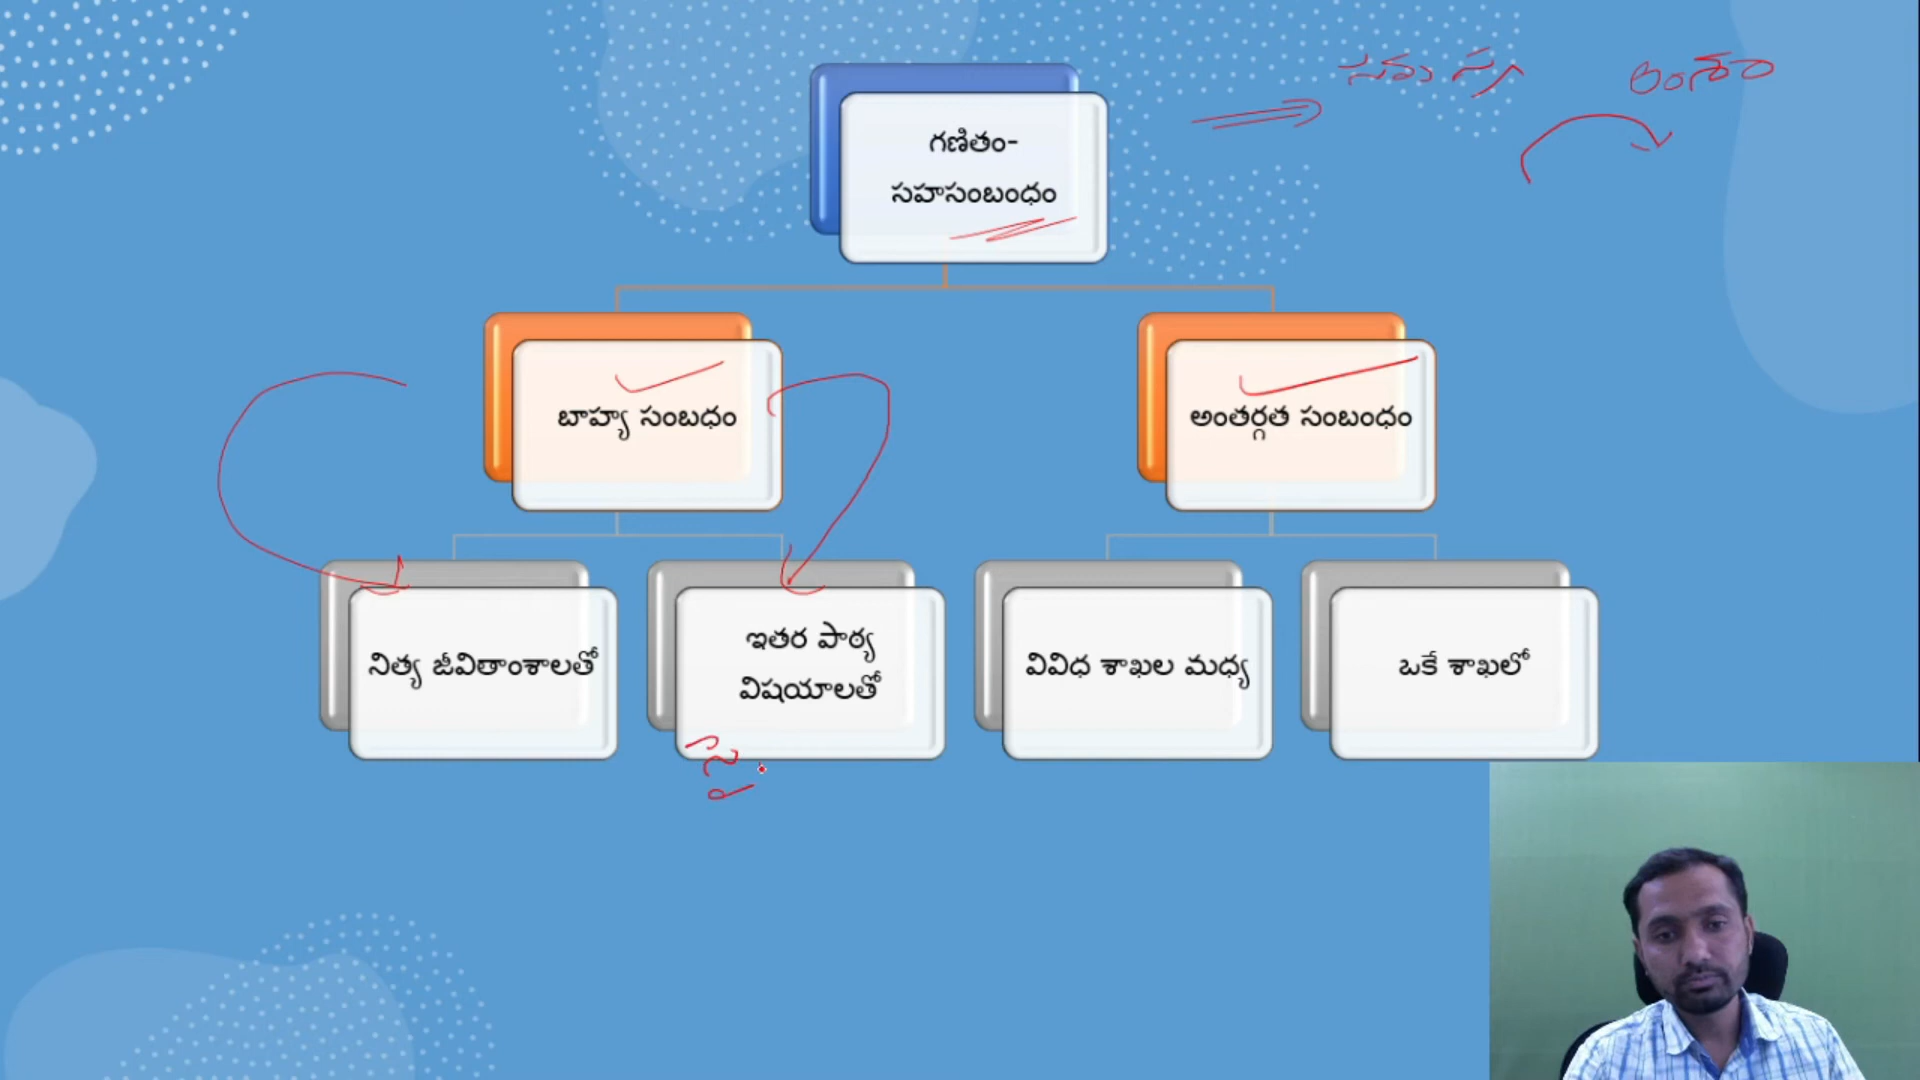 గణితం-
సహసంబంధం
బాహ్య సంబధం
అంతర్గత సంబంధం
నిత్య జీవితాంశాలతో
ఇతర పాఠ్య
విషయాలతో
వివిధ శాఖల మధ్య
ఒకే శాఖలో